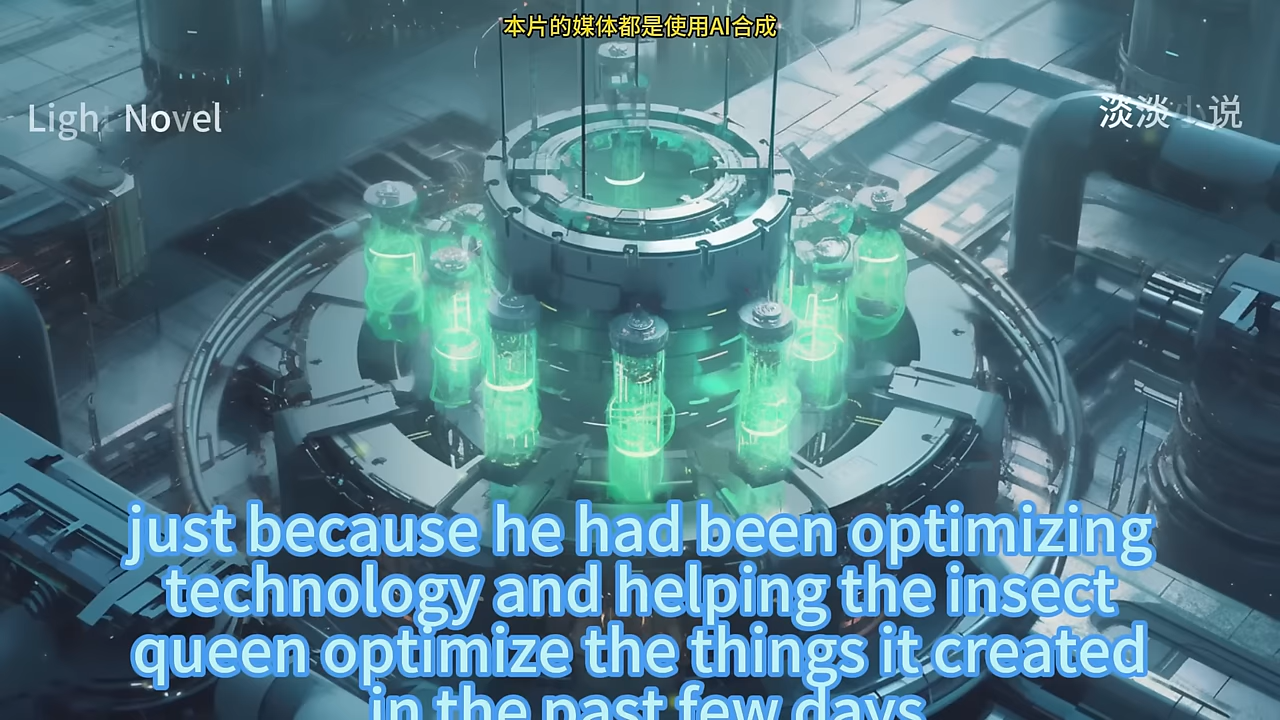 本片的媒体都是使用AI合成
Light Novel
淡淡小说
just because he had been optimizing
technology and helping the insect
queen optimize the things it created
in the past few days